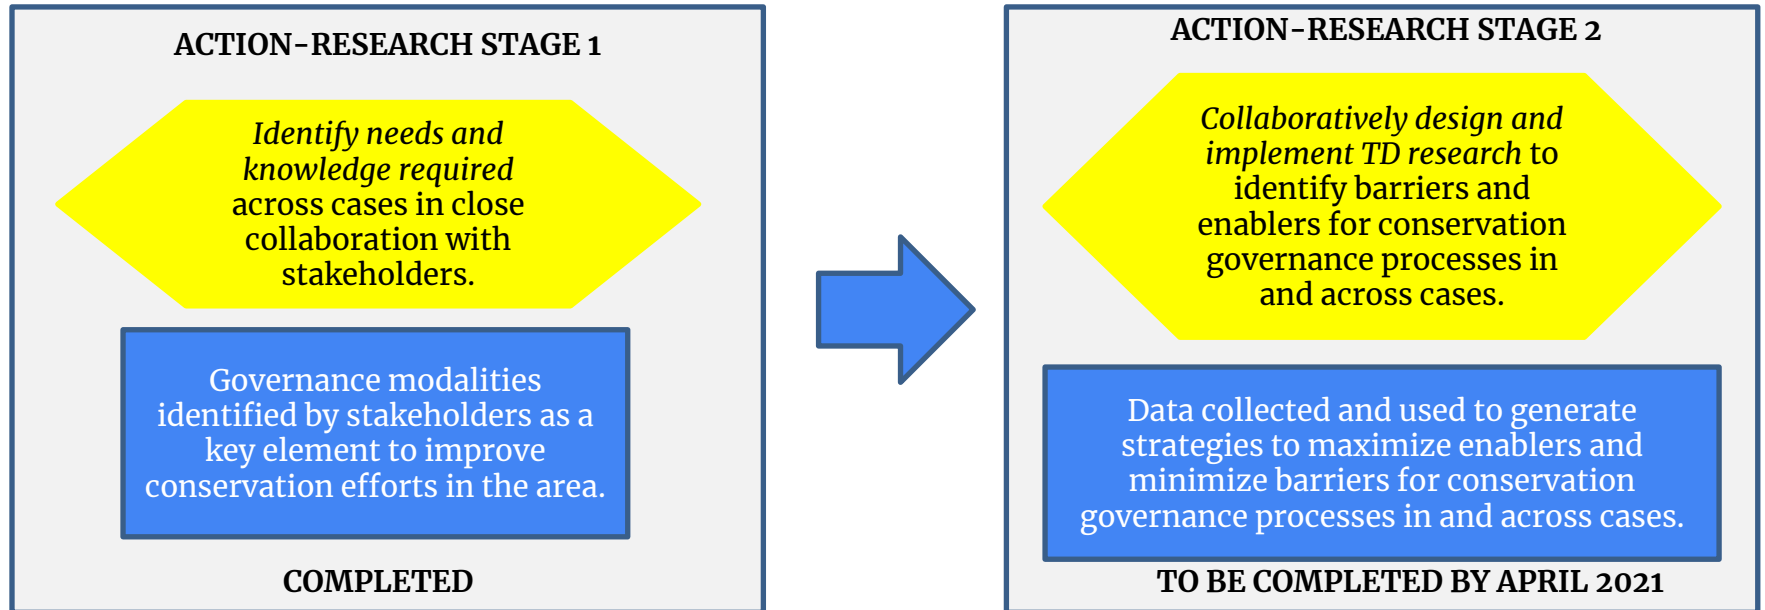 ACTION-RESEARCH STAGE 1
Identify needs and
knowledge required
across cases in close
collaboration with
stakeholders.
Governance modalities
identified by stakeholders as a
key element to improve
conservation efforts in the area.
COMPLETED
ACTION-RESEARCH STAGE 2
Collaboratively design and
implement TD research to
identify barriers and
enablers for conservation
governance processes in
and across cases.
Data collected and used to generate
strategies to maximize enablers and
minimize barriers for conservation
governance processes in and across cases.
TO BE COMPLETED BY APRIL 2021